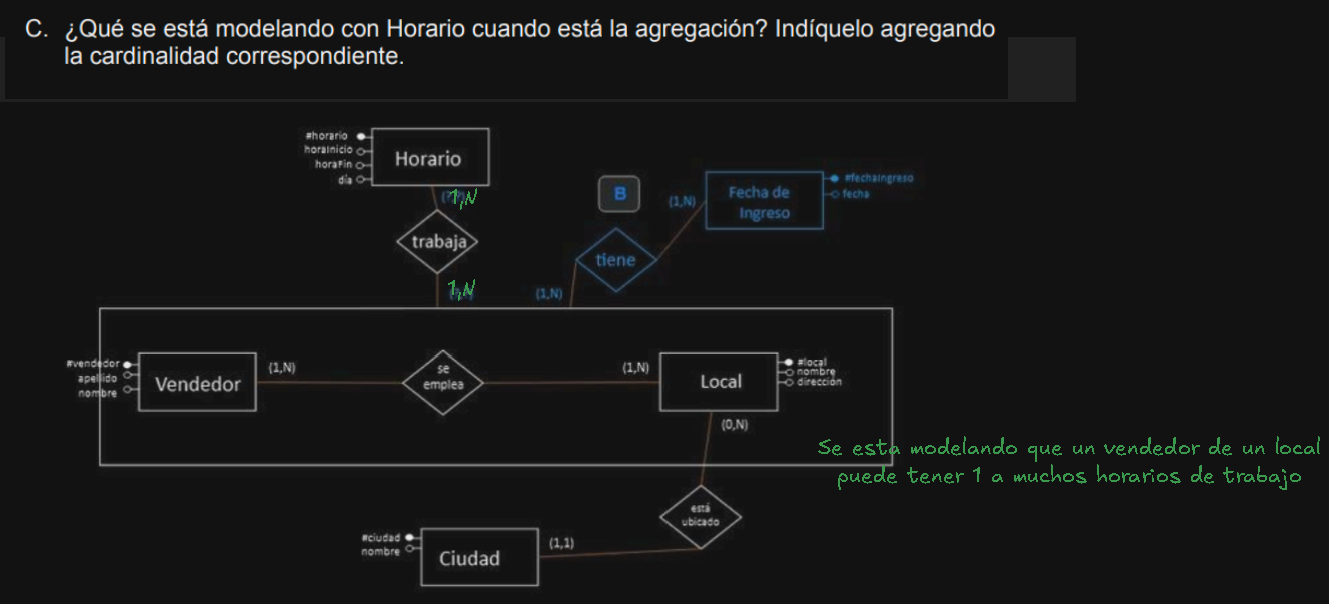 C. ¿Qué se está modelando con Horario cuando está la agregación? Indíquelo agregando
la cardinalidad correspondiente.
#horario
horaInicio
horaFin
día
Horario
1,N
trabaja
1,N
B
(1,N)
Fecha de
Ingreso
#fechaIngreso
fecha
tiene
(1,N)
#vendedor
apellido
nombre
Vendedor
(1,N)
se
emplea
(1,N)
Local
#local
nombre
dirección
(0,N)
Se esta modelando que un vendedor de un local
puede tener 1 a muchos horarios de trabajo
está
ubicado
#ciudad
nombre
Ciudad
(1,1)